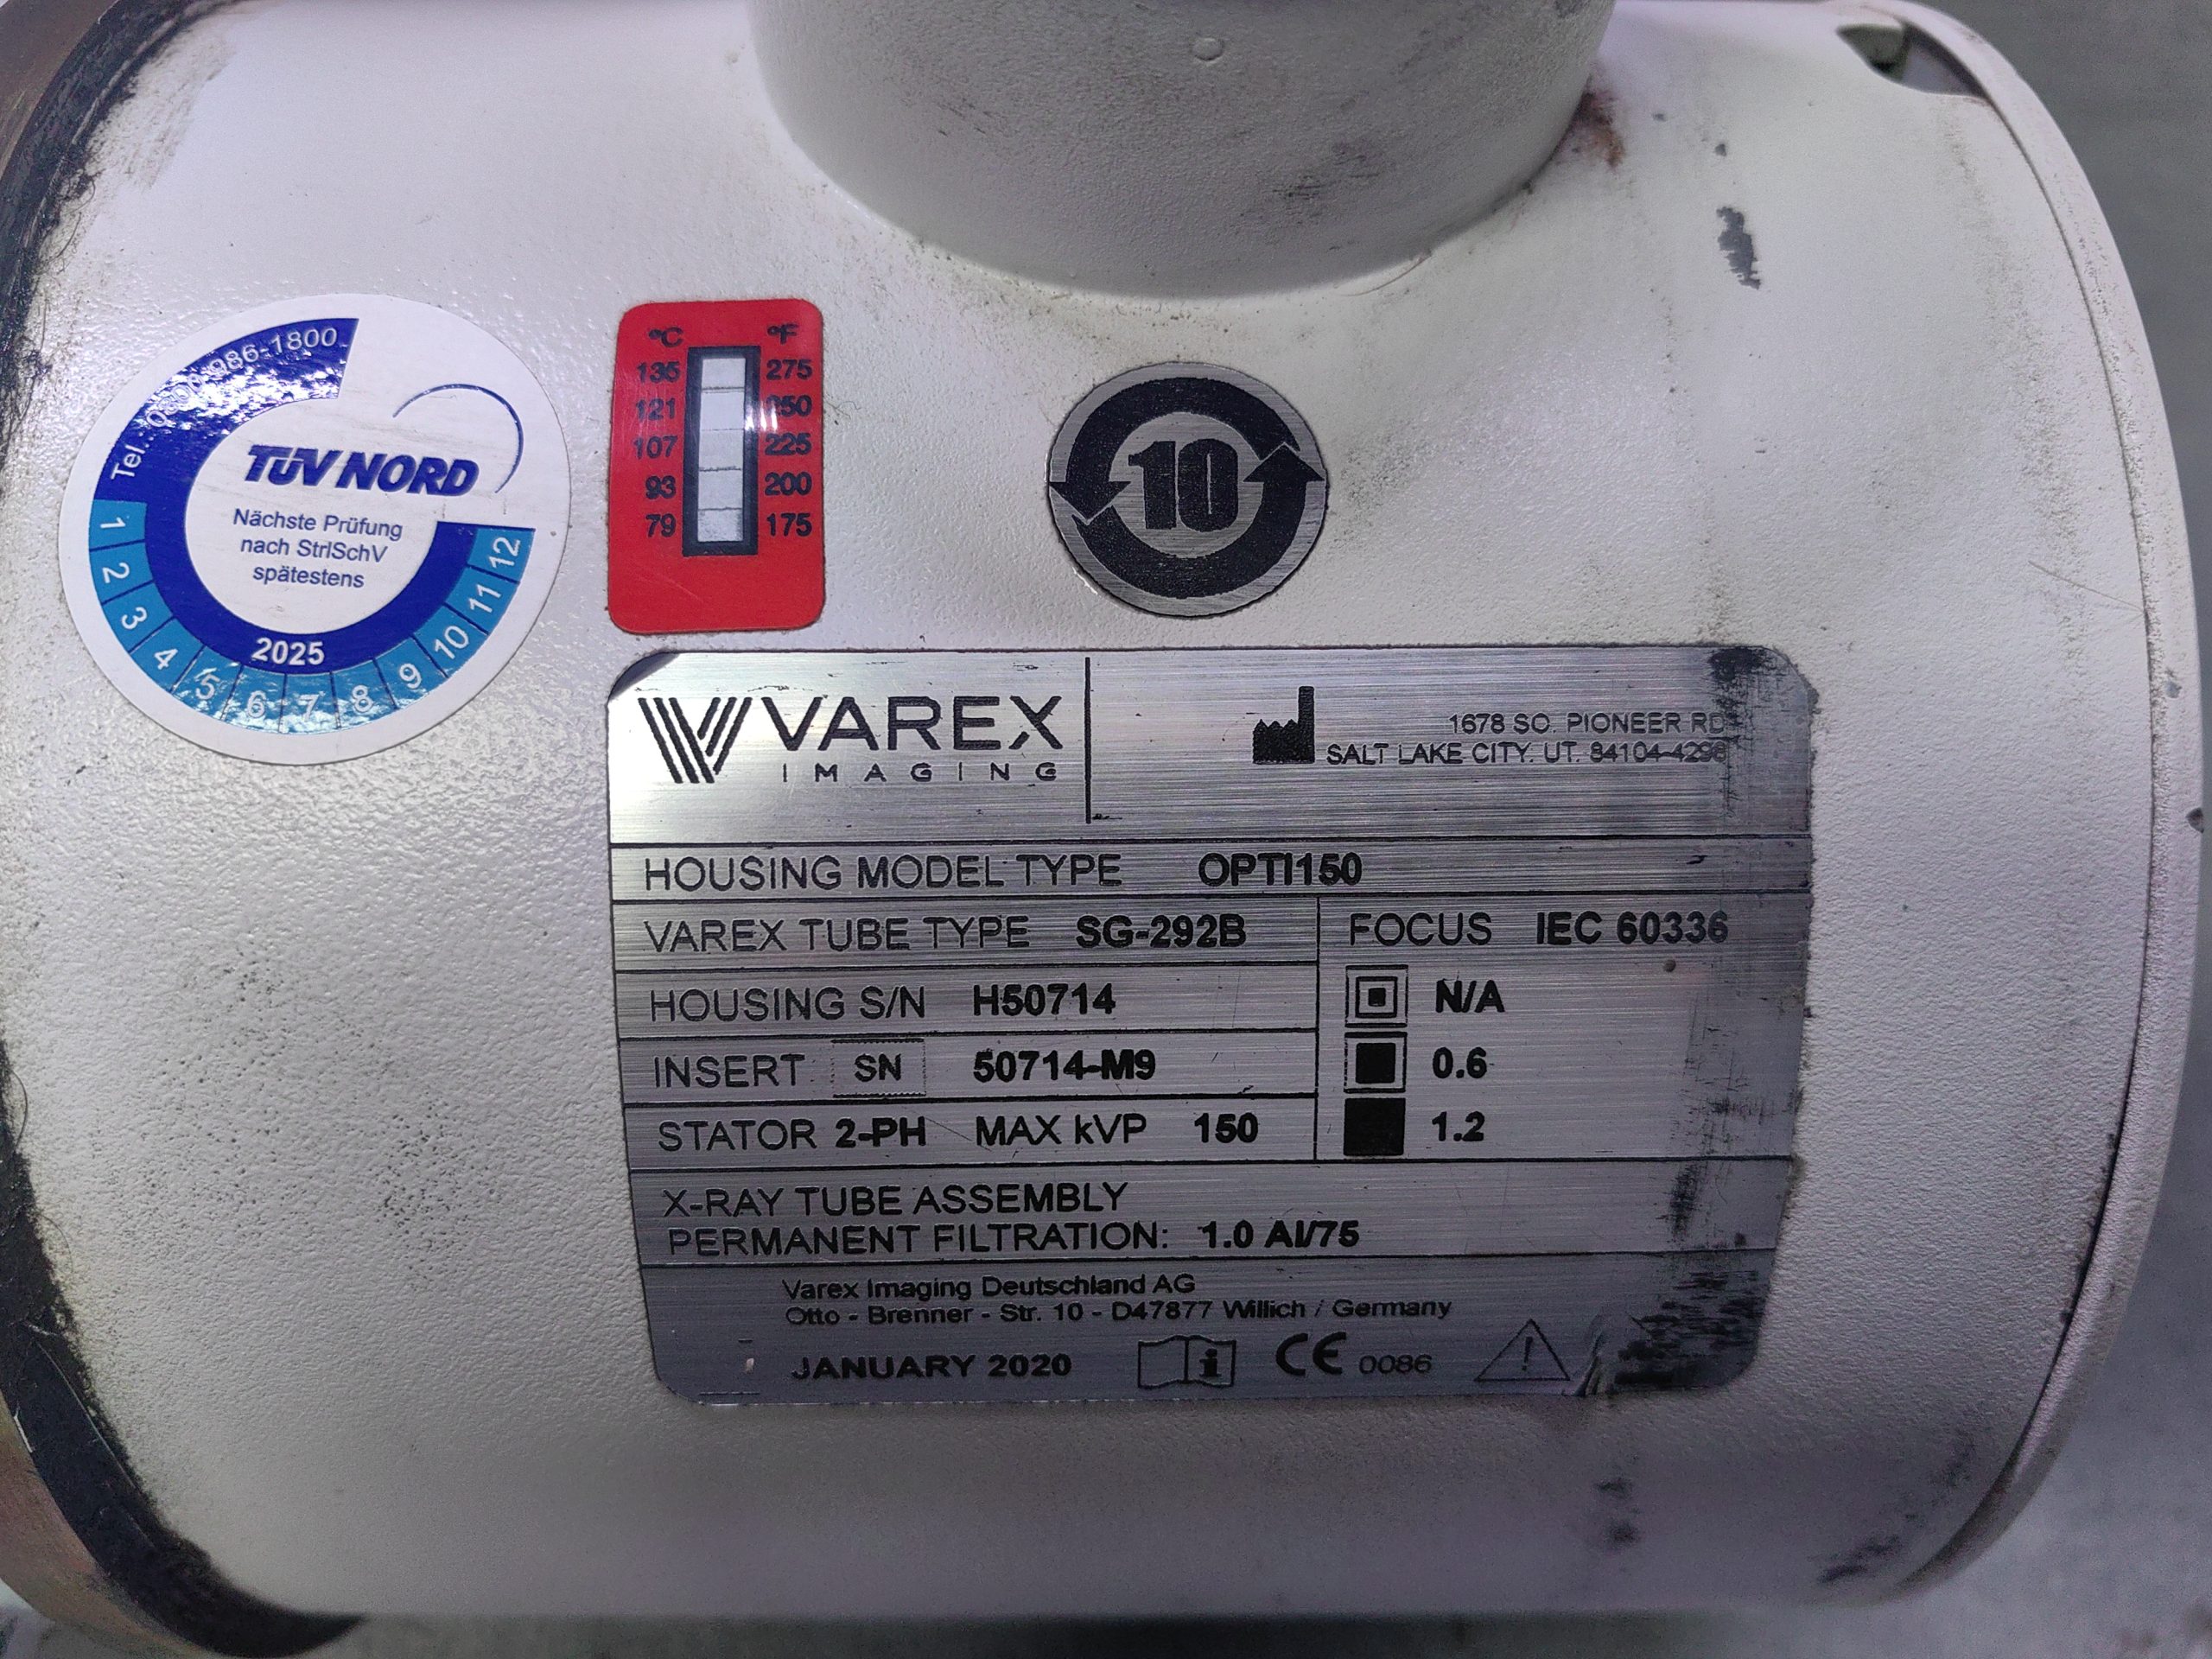 Tel.: 0800-986-1800
TÜV NORD
Nächste Prüfung
nach StrlSchV
spätestens
2025
1 2 3 4 5 6 7 8 9 10 11 12
°C °F
135 275
121 250
107 225
93 200
79 175
10
VAREX
IMAGING
1678 SO. PIONEER RD
SALT LAKE CITY. UT. 84104-4298
HOUSING MODEL TYPE OPTI150
VAREX TUBE TYPE SG-292B
FOCUS IEC 60336
HOUSING S/N H50714
N/A
INSERT SN 50714-M9
0.6
STATOR 2-PH MAX kVP 150
1.2
X-RAY TUBE ASSEMBLY
PERMANENT FILTRATION: 1.0 Al/75
Varex Imaging Deutschland AG
Otto - Brenner - Str. 10 - D47877 Willich / Germany
JANUARY 2020 i CE 0086 !